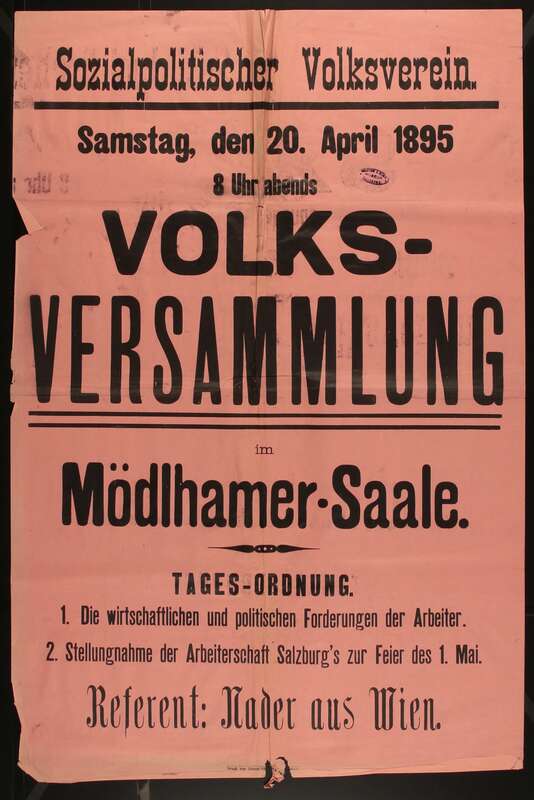 Sozialpolitischer Volksverein.
Samstag, den 20. April 1895
8 Uhr abends
VOLKS-
VERSAMMLUNG
im
Mödlhamer-Saale.
TAGES-ORDNUNG.
1. Die wirtschaftlichen und politischen Forderungen der Arbeiter.
2. Stellungnahme der Arbeiterschaft Salzburg's zur Feier des 1. Mai.
Referent: Nader aus Wien.